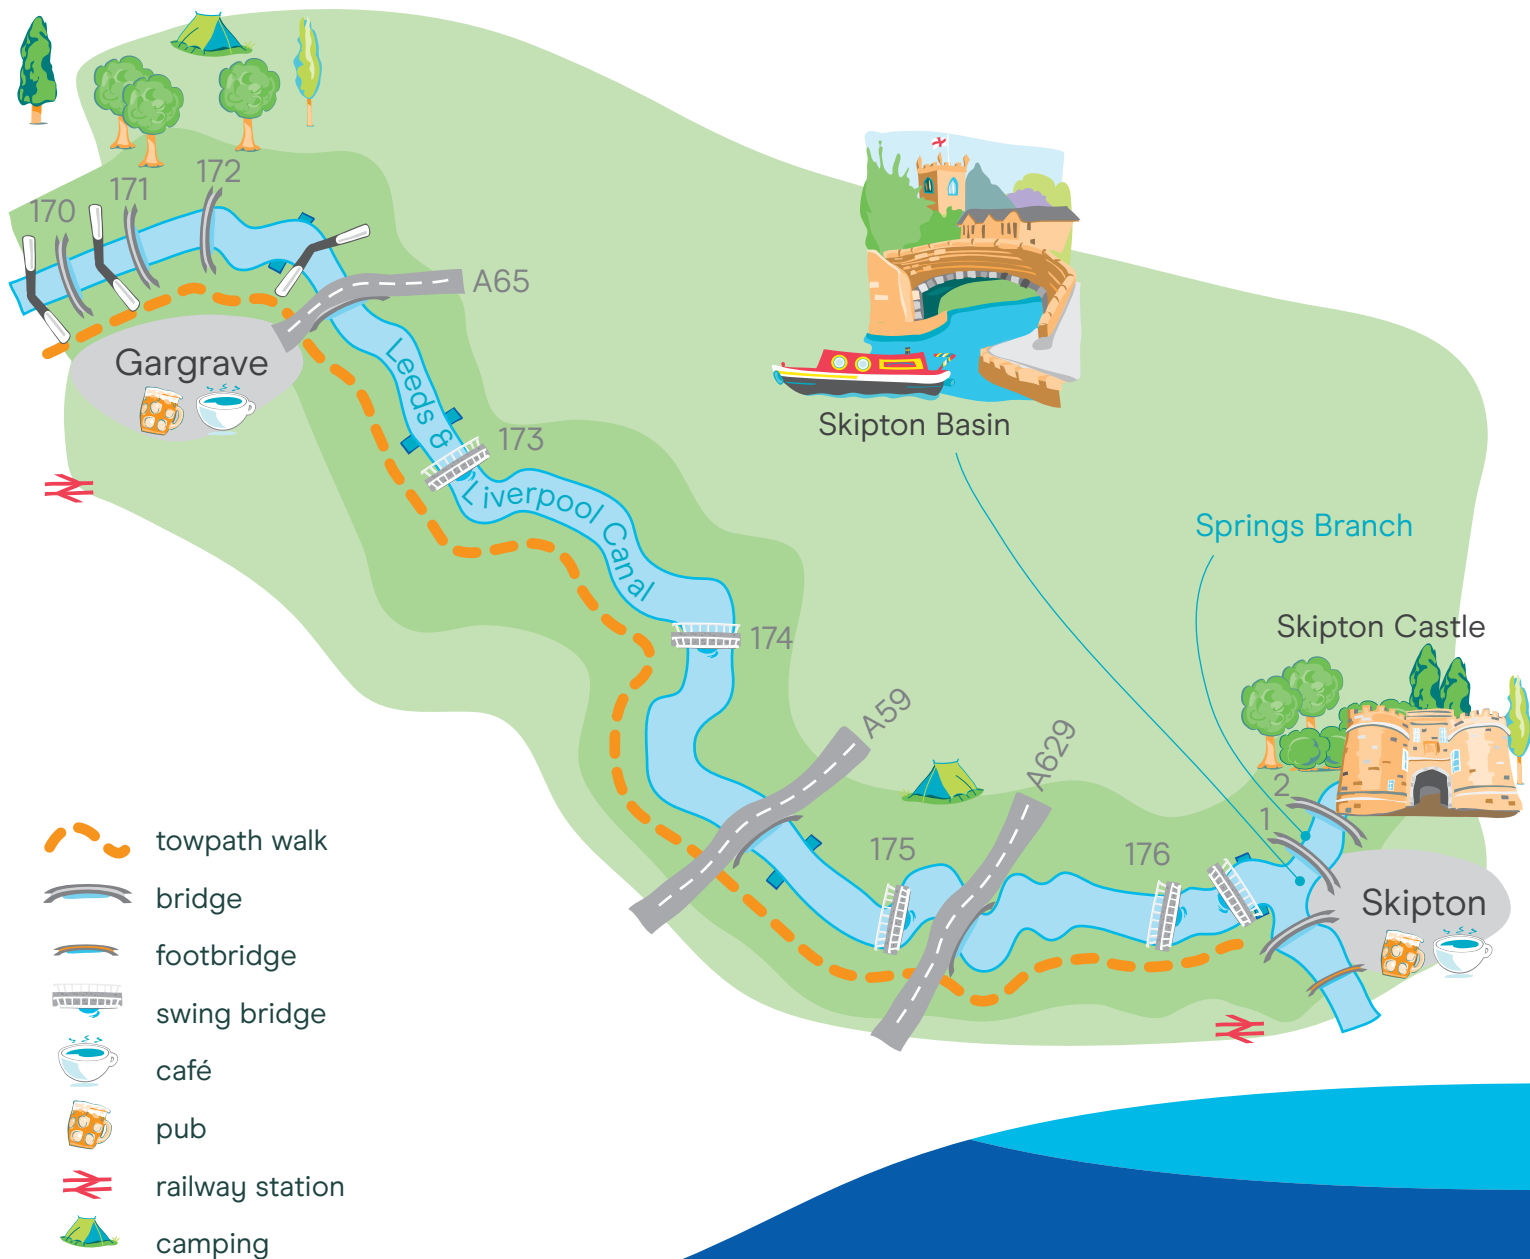 170
171
172
A65
Gargrave
Leeds &
Liverpool Canal
173
174
A59
A629
175
176
Skipton Basin
Springs Branch
Skipton Castle
2
1
Skipton
towpath walk
bridge
footbridge
swing bridge
café
pub
railway station
camping